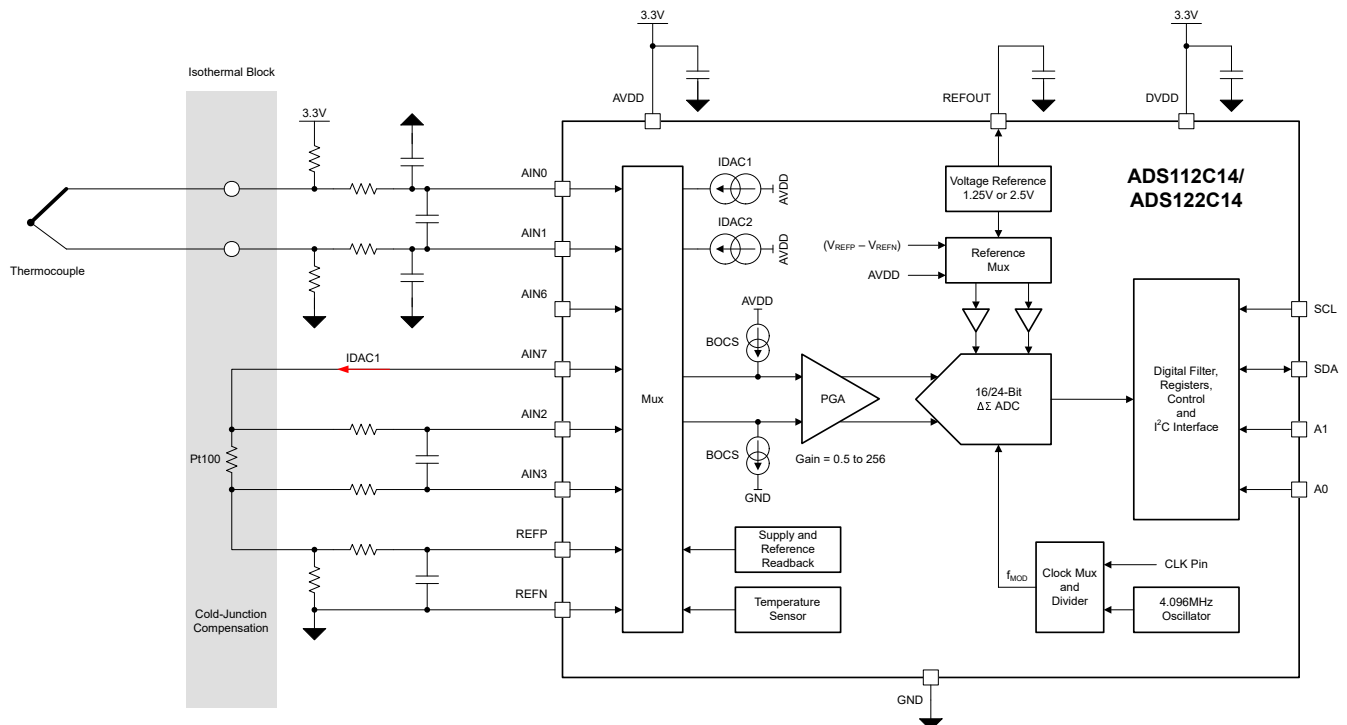 3.3V
3.3V
Isothermal Block
AVDD
REFOUT
DVDD
3.3V
AIN0
IDAC1
AVDD
Voltage Reference
1.25V or 2.5V
ADS112C14/
ADS122C14
AIN1
IDAC2
AVDD
(VREFP – VREFN)
Reference
Mux
AVDD
Thermocouple
AIN6
AVDD
SCL
BOCS
IDAC1
AIN7
SDA
Mux
PGA
16/24-Bit
ΔΣ ADC
Digital Filter,
Registers,
Control
and
I²C Interface
AIN2
A1
Pt100
BOCS
Gain = 0.5 to 256
AIN3
GND
A0
REFP
Supply and
Reference
Readback
fMOD
Clock Mux
and
Divider
CLK Pin
REFN
Temperature
Sensor
4.096MHz
Oscillator
Cold-Junction
Compensation
GND